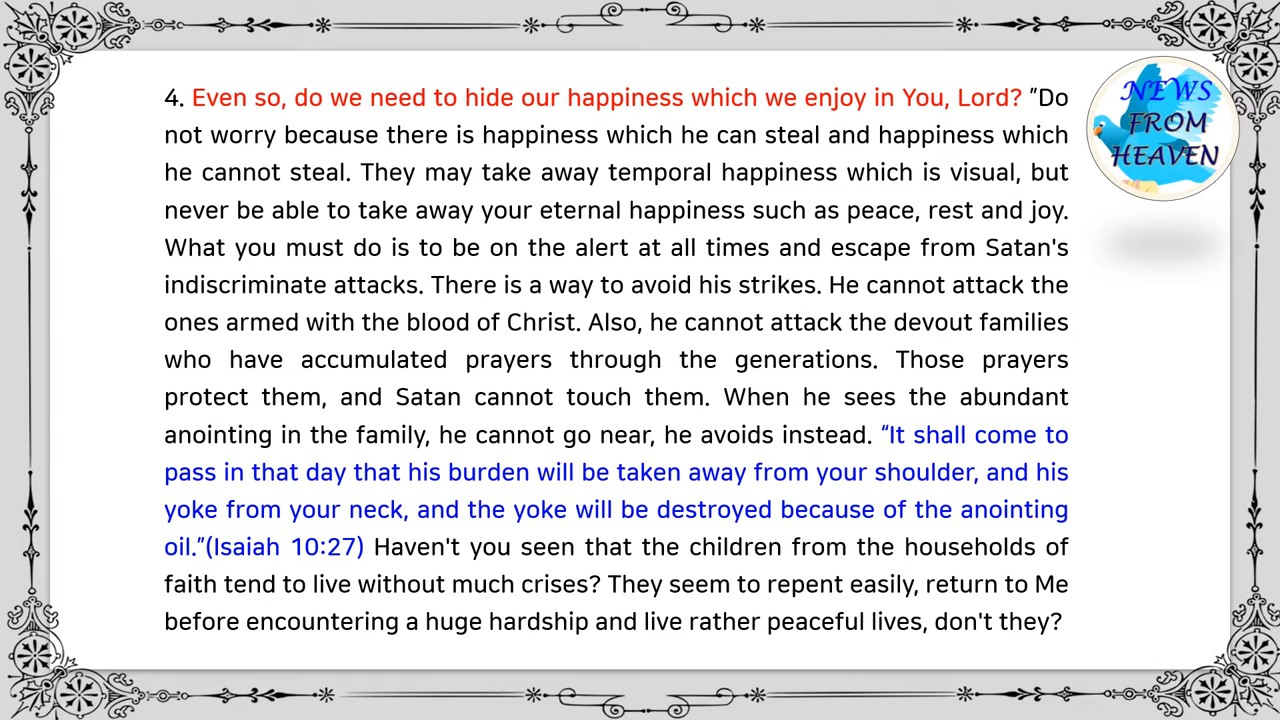 4. Even so, do we need to hide our happiness which we enjoy in You, Lord? "Do
not worry because there is happiness which he can steal and happiness which
he cannot steal. They may take away temporal happiness which is visual, but
never be able to take away your eternal happiness such as peace, rest and joy.
What you must do is to be on the alert at all times and escape from Satan's
indiscriminate attacks. There is a way to avoid his strikes. He cannot attack the
ones armed with the blood of Christ. Also, he cannot attack the devout families
who have accumulated prayers through the generations. Those prayers
protect them, and Satan cannot touch them. When he sees the abundant
anointing in the family, he cannot go near, he avoids instead. “It shall come to
pass in that day that his burden will be taken away from your shoulder, and his
yoke from your neck, and the yoke will be destroyed because of the anointing
oil.”(Isaiah 10:27) Haven't you seen that the children from the households of
faith tend to live without much crises? They seem to repent easily, return to Me
before encountering a huge hardship and live rather peaceful lives, don't they?
NEWS
FROM
HEAVEN